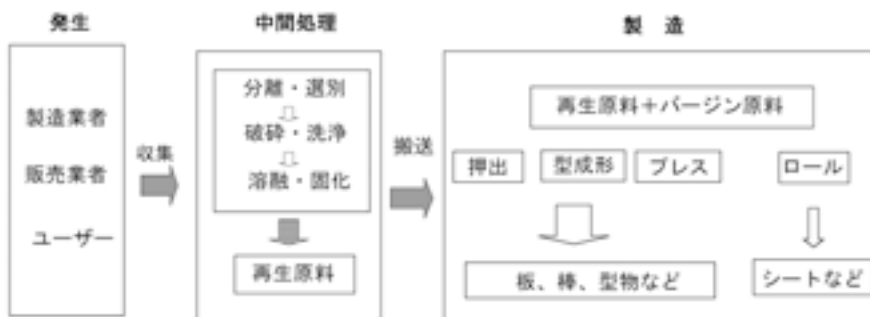 発生
製造業者
販売業者
ユーザー
収集
中間処理
分離・選別
破砕・洗浄
溶融・固化
再生原料
搬送
製 造
再生原料＋バージン原料
押出
型成形
プレス
ロール
板、棒、型物など
シートなど